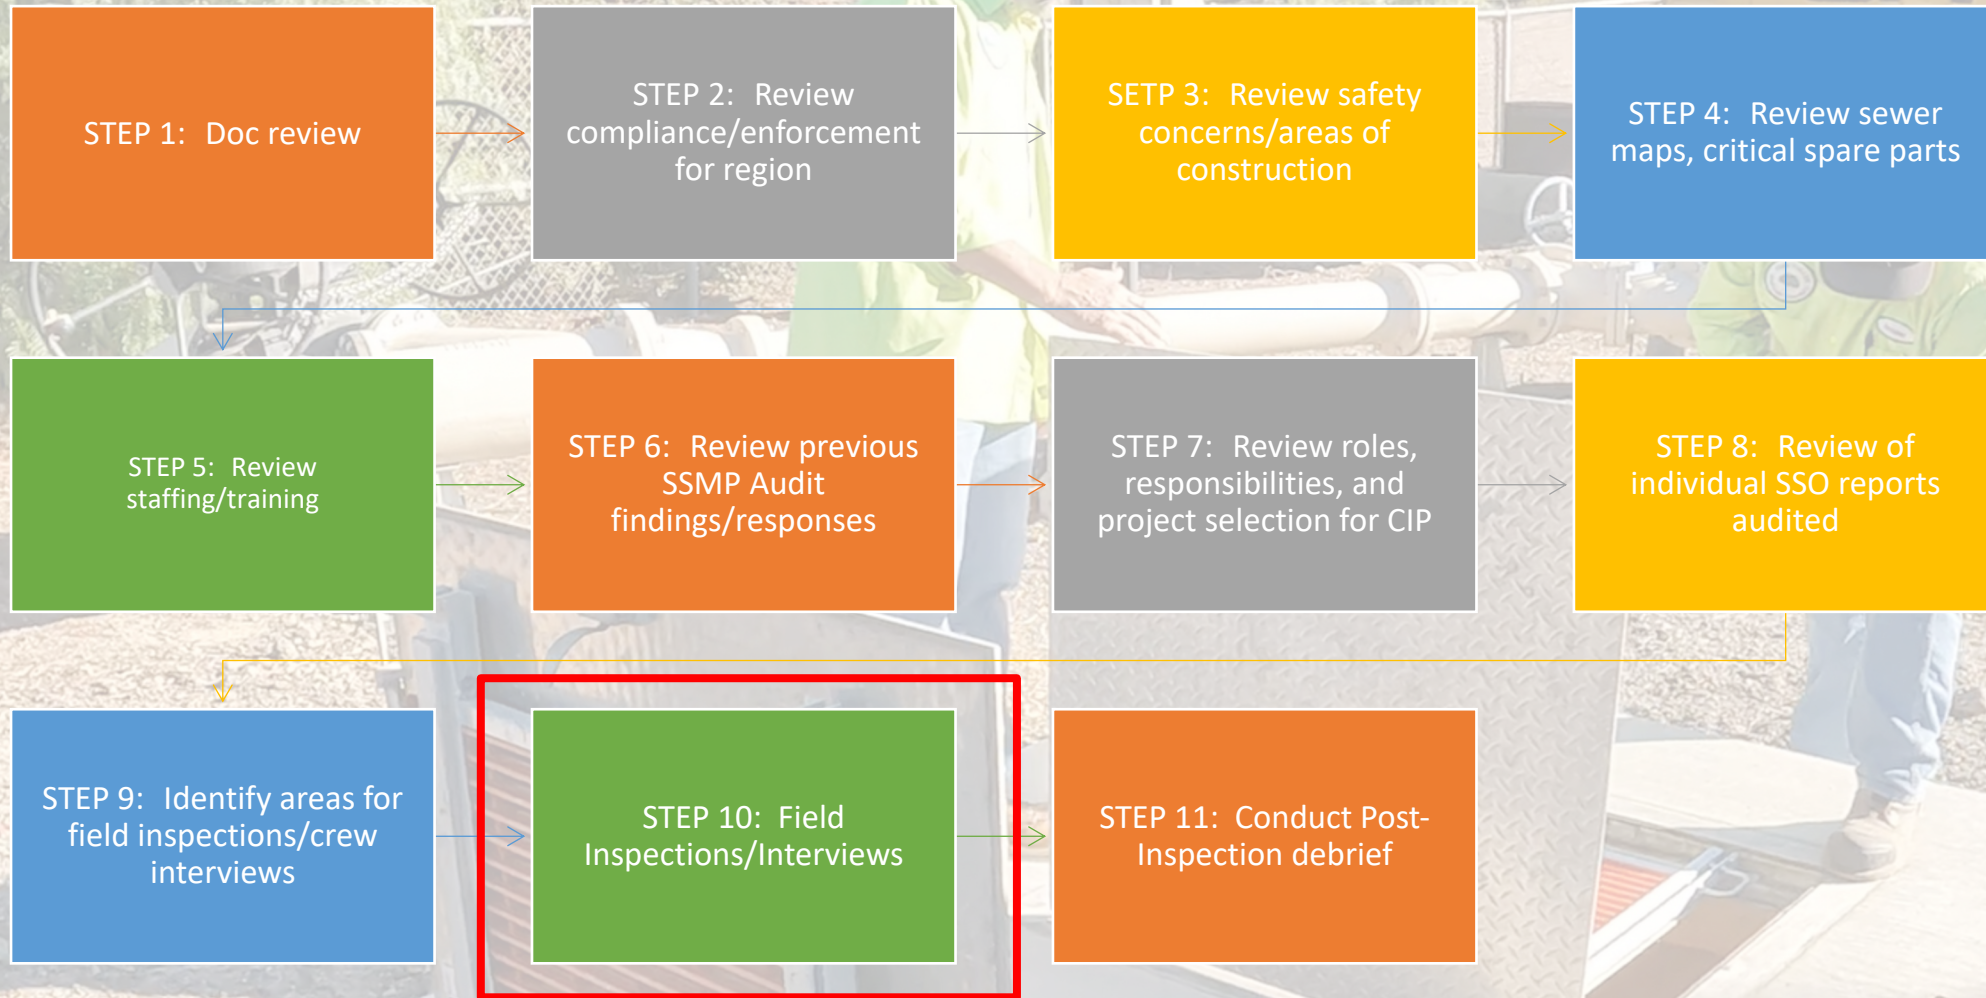 STEP 1: Doc review
STEP 2: Review
compliance/enforcement
for region
SETP 3: Review safety
concerns/areas of
construction
STEP 4: Review sewer
maps, critical spare parts
STEP 5: Review
staffing/training
STEP 6: Review previous
SSMP Audit
findings/responses
STEP 7: Review roles,
responsibilities, and
project selection for CIP
STEP 8: Review of
individual SSO reports
audited
STEP 9: Identify areas for
field inspections/crew
interviews
STEP 10: Field
Inspections/Interviews
STEP 11: Conduct Post-
Inspection debrief